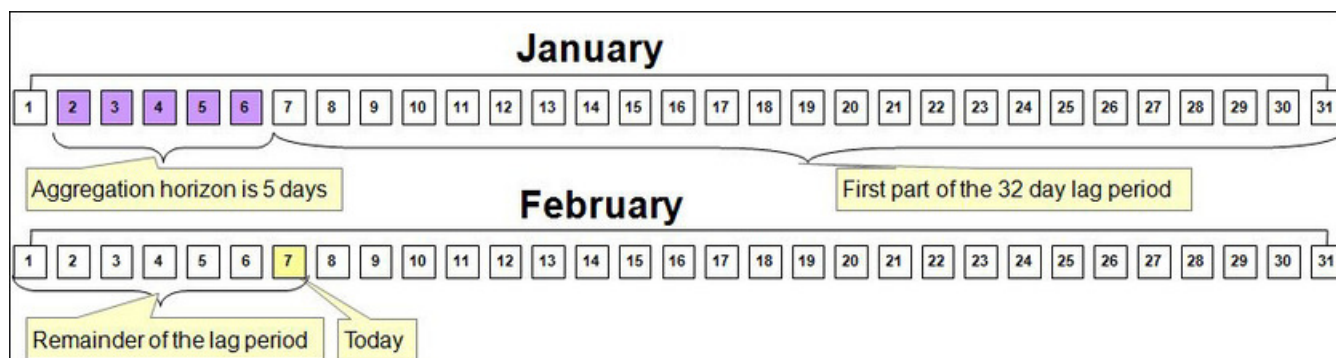 January
1 2 3 4 5 6 7 8 9 10 11 12 13 14 15 16 17 18 19 20 21 22 23 24 25 26 27 28 29 30 31
Aggregation horizon is 5 days
First part of the 32 day lag period
February
1 2 3 4 5 6 7 8 9 10 11 12 13 14 15 16 17 18 19 20 21 22 23 24 25 26 27 28 29 30 31
Remainder of the lag period
Today